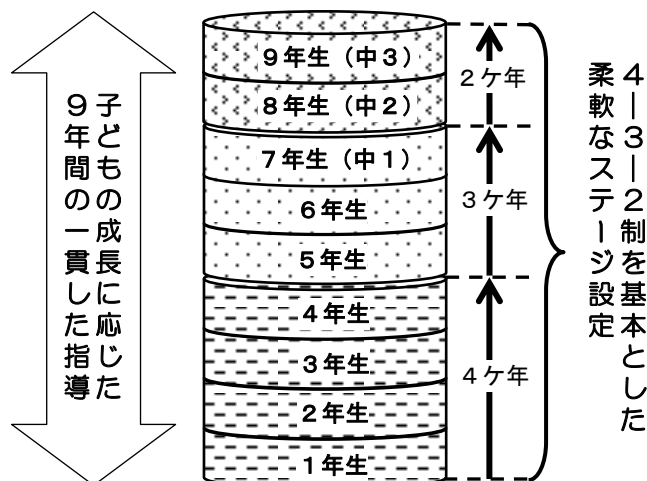 子どもの成長に応じた
９年間の一貫した指導
９年生（中３）
８年生（中２）
７年生（中１）
６年生
５年生
４年生
３年生
２年生
１年生
２ケ年
３ケ年
４ケ年
４―３―２制を基本とした
柔軟なステージ設定